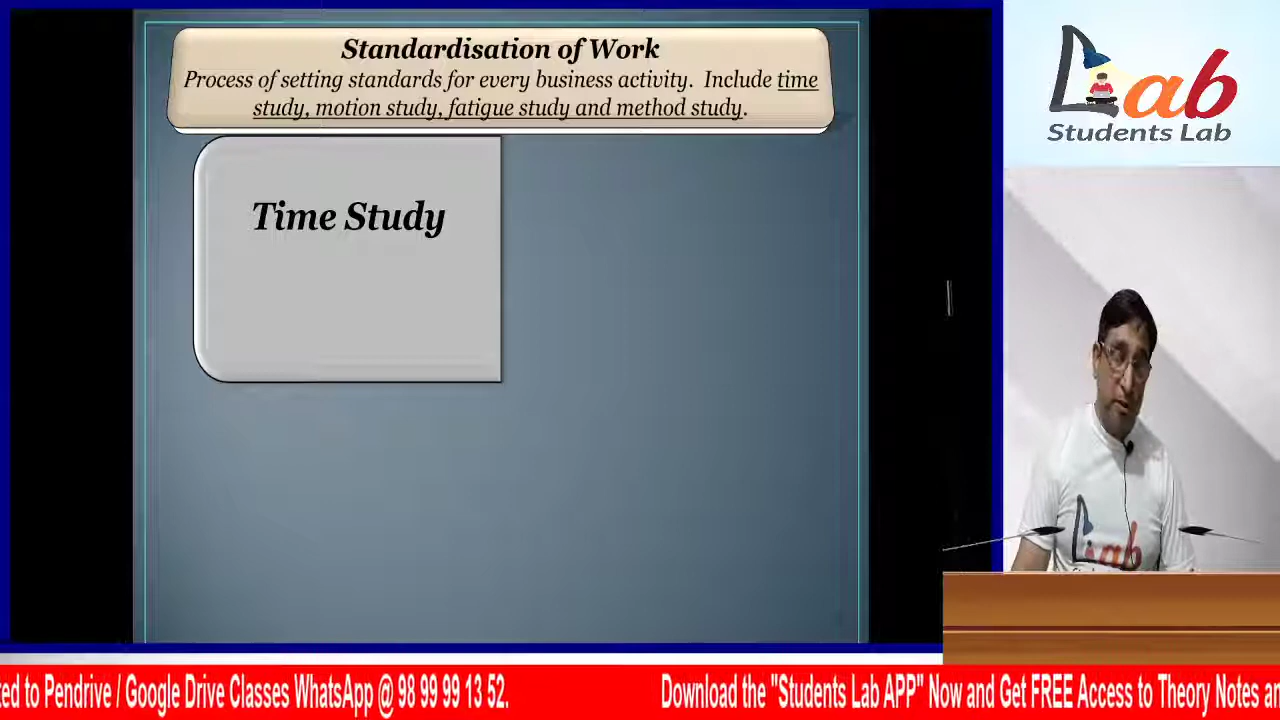 Standardisation of Work
Process of setting standards for every business activity. Include time
study, motion study, fatigue study and method study.
Time Study
Lab
Students Lab
Lab
ted to Pendrive / Google Drive Classes WhatsApp @ 98 99 99 13 52.
Download the "Students Lab APP" Now and Get FREE Access to Theory Notes an